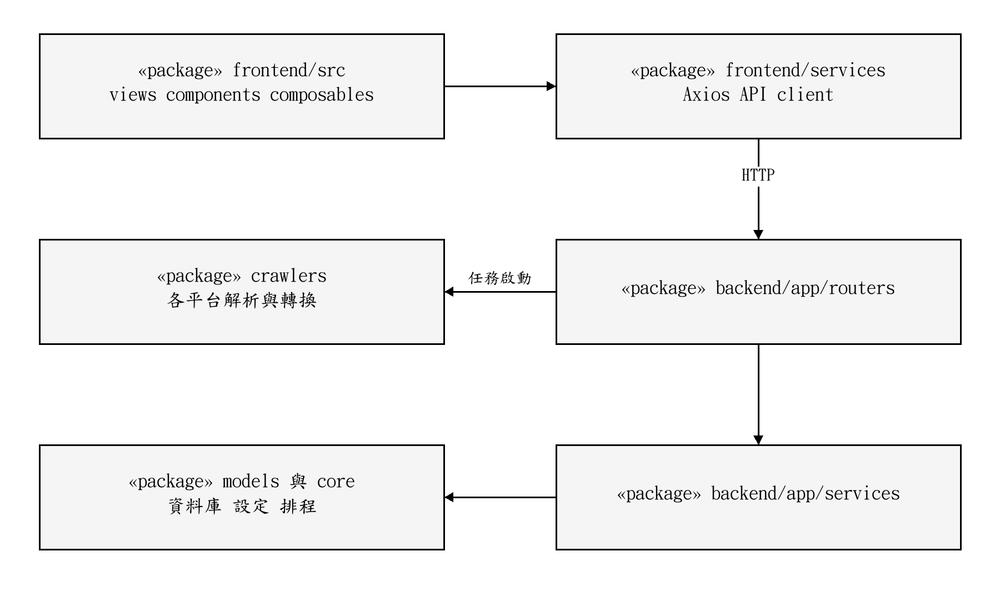 «package» frontend/src
views components composables
«package» frontend/services
Axios API client
HTTP
«package» crawlers
各平台解析與轉換
任務啟動
«package» backend/app/routers
«package» models 與 core
資料庫 設定 排程
«package» backend/app/services